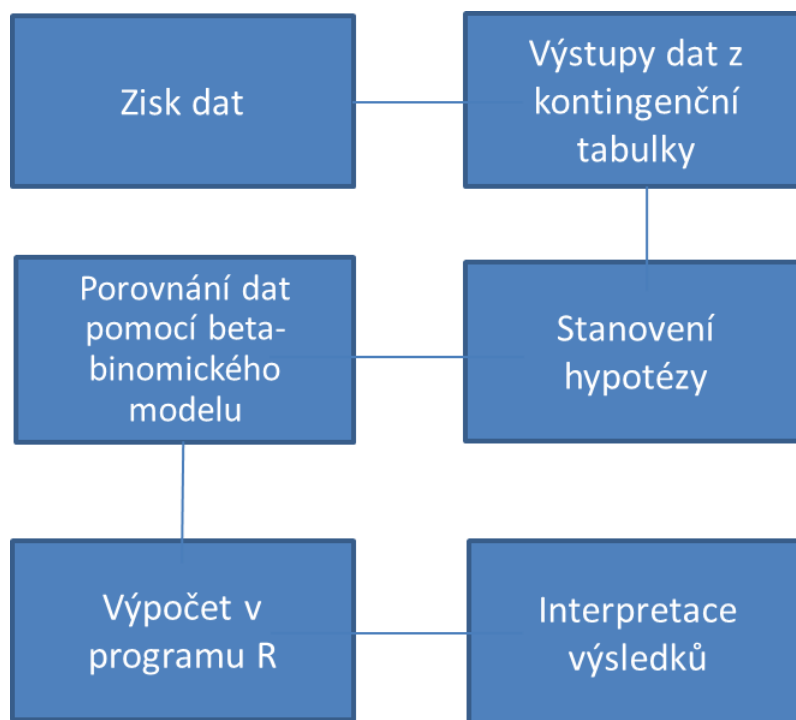 Zisk dat
Výstupy dat z
kontingenční
tabulky
Porovnání dat
pomocí beta-
binomického
modelu
Stanovení
hypotézy
Výpočet v
programu R
Interpretace
výsledků